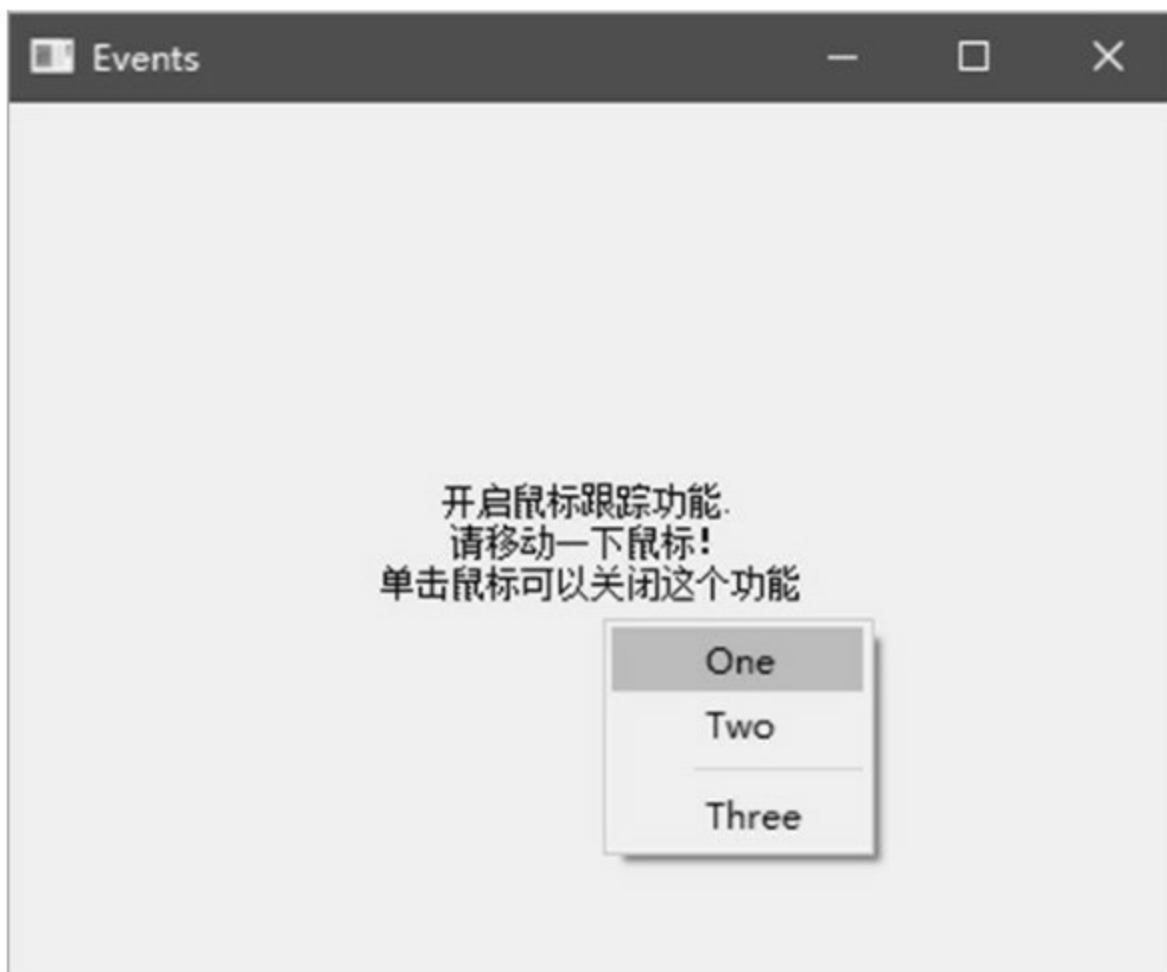 Events
开启鼠标跟踪功能.
请移动一下鼠标!
单击鼠标可以关闭这个功能
One
Two
Three